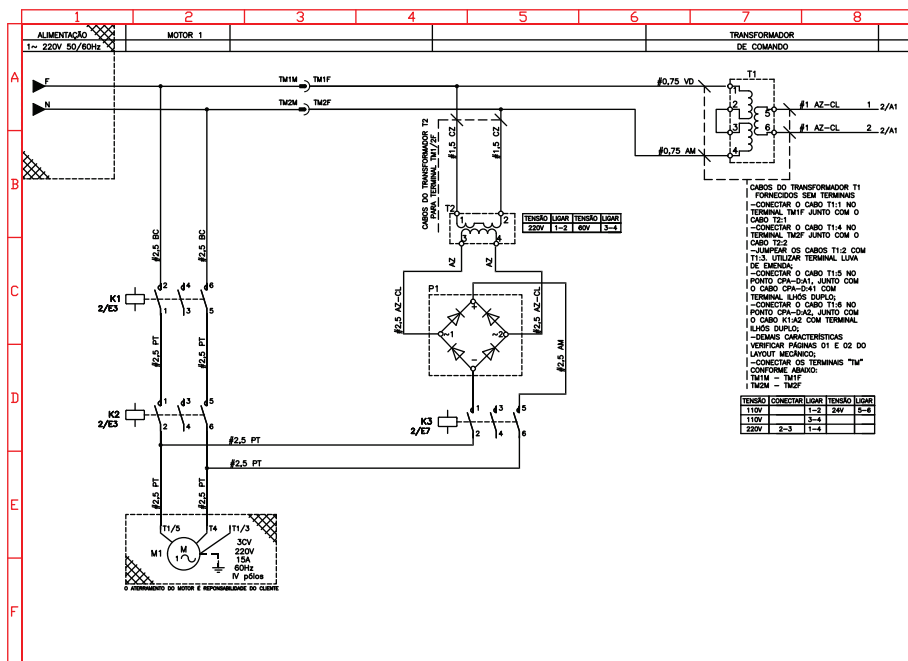 1 2 3 4 5 6 7 8
ALIMENTAÇÃO
1~ 220V 50/60Hz
MOTOR 1
TRANSFORMADOR
DE COMANDO
A
B
C
D
E
F
F
N
TM1M TM1F
TM2M TM2F
#0,75 VD
#0,75 AM
T1
2
3
4
5
6
#1 AZ-CL 1 2/A1
#1 AZ-CL 2 2/A1
CABOS DO TRANSFORMADOR T2
PARA TERMINAL TM1/2F
#1,5 CZ
#1,5 CZ
T2
1 2
3 4
TENSÃO LIGAR TENSÃO LIGAR
220V 1-2 60V 3-4
CABOS DO TRANSFORMADOR T1
FORNECIDOS SEM TERMINAIS
-CONECTAR O CABO T1:1 NO
TERMINAL TM1F JUNTO COM O
CABO T2:1
-CONECTAR O CABO T1:4 NO
TERMINAL TM2F JUNTO COM O
CABO T2:2
-JUMPEAR OS CABOS T1:2 COM
T1:3. UTILIZAR TERMINAL LUVA
DE EMENDA;
-CONECTAR O CABO T1:5 NO
PONTO CPA-D:A1, JUNTO COM
O CABO CPA-D:41 COM
TERMINAL ILHÓS DUPLO;
-CONECTAR O CABO T1:6 NO
PONTO CPA-D:A2, JUNTO COM
O CABO K1:A2 COM TERMINAL
ILHÓS DUPLO;
-DEMAIS CARACTERÍSTICAS
VERIFICAR PÁGINAS 01 E 02 DO
LAYOUT MECÂNICO;
-CONECTAR OS TERMINAIS "TM"
CONFORME ABAIXO:
TM1M - TM1F
TM2M - TM2F
TENSÃO CONECTAR LIGAR TENSÃO LIGAR
110V 1-2 24V 5-6
110V 3-4
220V 2-3 1-4
#2,5 BC
#2,5 BC
K1
2/E3
2 4 6
1 3 5
#2,5 PT
#2,5 PT
K2
2/E3
1 3 5
2 4 6
AZ
AZ
P1
#2,5 AZ-CL
#2,5 AZ-CL
+
~1
~2
-
#2,5 AM
K3
2/E7
1 3 5
2 4 6
#2,5 PT
#2,5 PT
#2,5 PT
#2,5 PT
T1/5 T4 T1/3
M1
M
1~
3CV
220V
15A
60Hz
IV pólos
O ATERRAMENTO DO MOTOR É REPONSABILIDADE DO CLIENTE